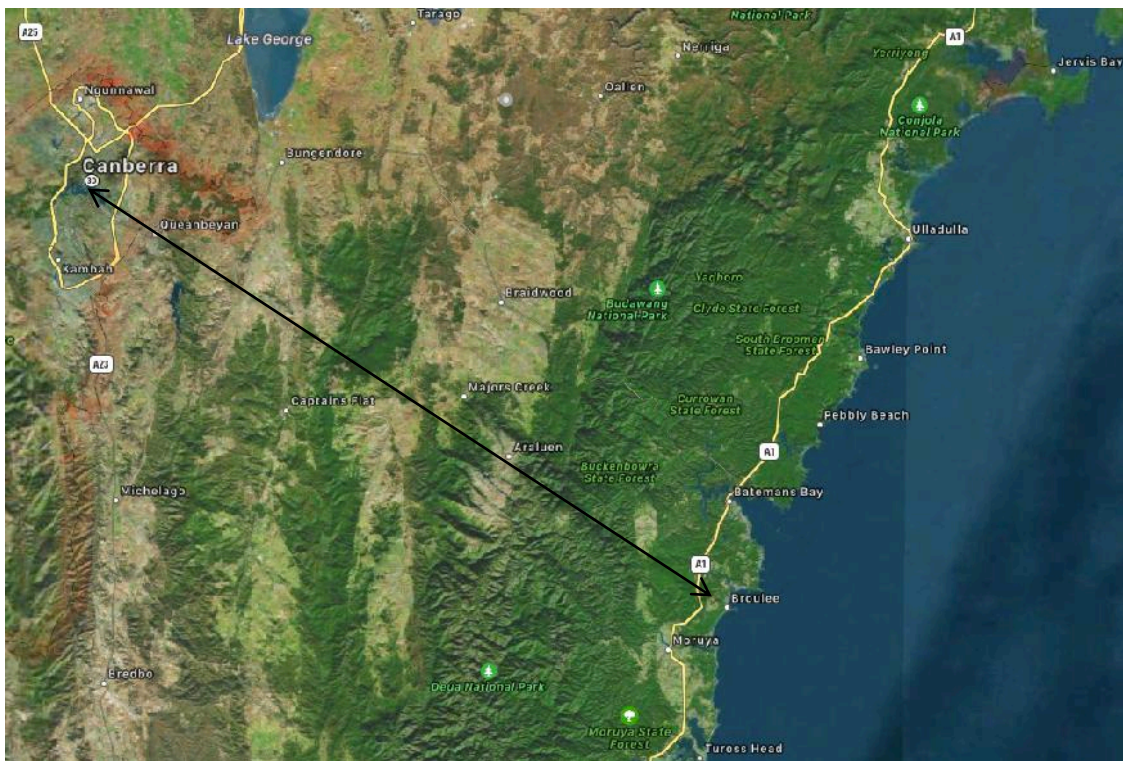 Tarago
National Park
A25
A1
Lake George
Nerriga
Yerriyong
Jervis Bay
Ngunnawal
Oallen
Conjola
National Park
Bungendore
Canberra
Queanbeyan
Ulladulla
Kambah
Yadboro
Braidwood
Budawang
National Park
Clyde State Forest
South Brooman
State Forest
Bawley Point
A23
Majors Creek
Captains Flat
Currowan
State Forest
Pebbly Beach
Araluen
A1
Buckenbowra
State Forest
Michelago
Batemans Bay
A1
Broulee
Moruya
Bredbo
Deua National Park
Moruya State
Forest
Tuross Head